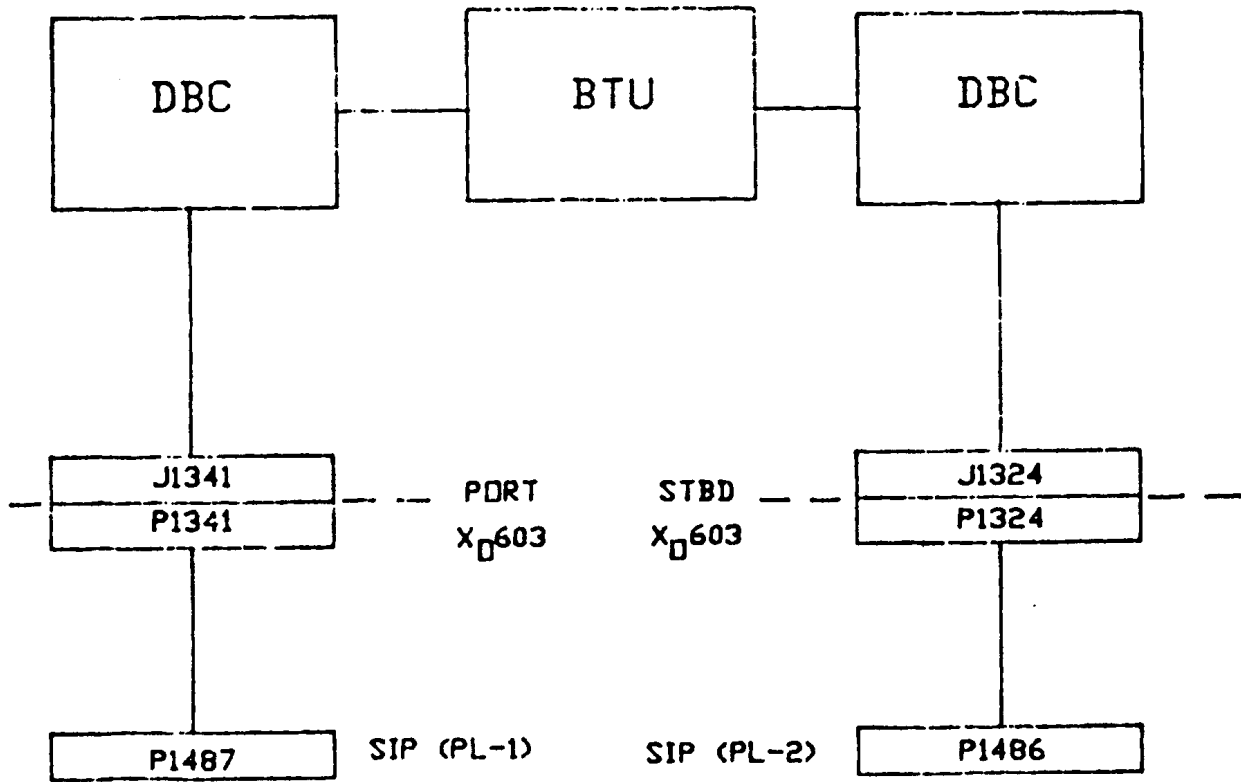 DBC
BTU
DBC
J1341
P1341
PORT
X₀603
STBD
X₀603
J1324
P1324
P1487
SIP (PL-1)
SIP (PL-2)
P1486